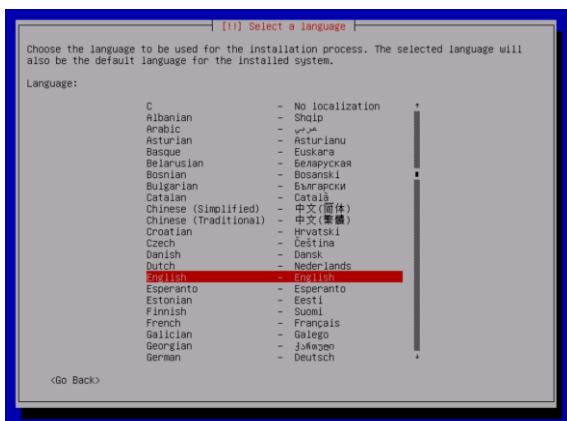 [!!] Select a language
Choose the language to be used for the installation process. The selected language will
also be the default language for the installed system.
Language:
C - No localization
Albanian - Shqip
Arabic - عربي
Asturian - Asturianu
Basque - Euskara
Belarusian - Беларуская
Bosnian - Bosanski
Bulgarian - Български
Catalan - Català
Chinese (Simplified) - 中文(简体)
Chinese (Traditional) - 中文(繁體)
Croatian - Hrvatski
Czech - Čeština
Danish - Dansk
Dutch - Nederlands
English - English
Esperanto - Esperanto
Estonian - Eesti
Finnish - Suomi
French - Français
Galician - Galego
Georgian - ქართული
German - Deutsch
<Go Back>